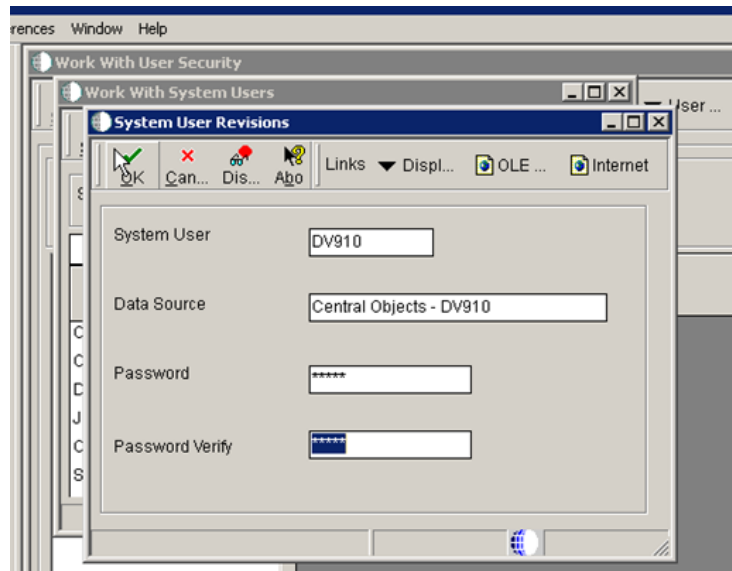 rences Window Help
Work With User Security
Work With System Users
User ...
System User Revisions
OK Can... Dis... Abo Links Displ... OLE ... Internet
System User DV910
Data Source Central Objects - DV910
Password *****
Password Verify *****
C
C
D
J
C
S